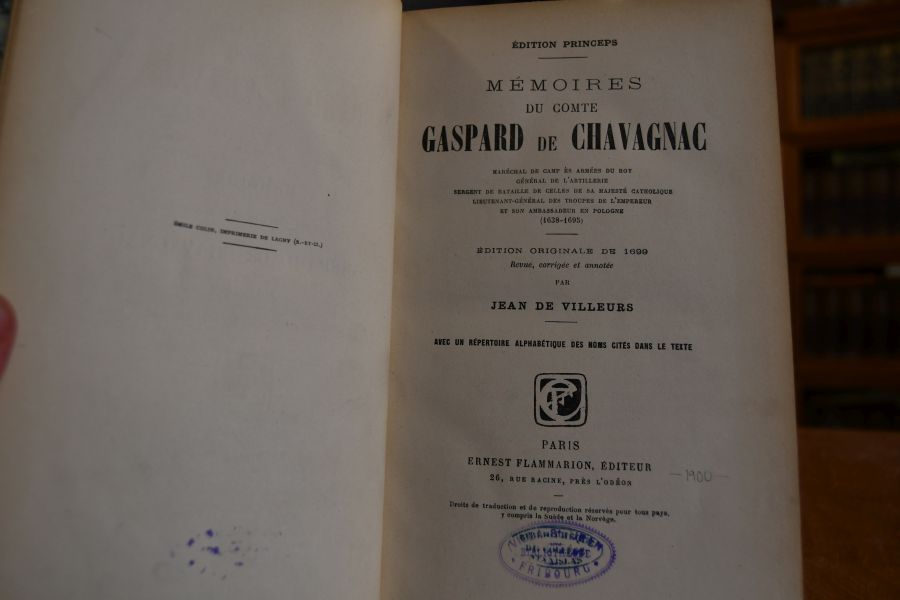 ÉMILE COLIN, IMPRIMERIE DE LAGNY (S.-ET-M.)
ÉDITION PRINCEPS
MÉMOIRES
DU COMTE
GASPARD DE CHAVAGNAC
MARÉCHAL DE CAMP ÈS ARMÉES DU ROY
GÉNÉRAL DE L'ARTILLERIE
SERGENT DE BATAILLE DE CELLES DE SA MAJESTÉ CATHOLIQUE
LIEUTENANT-GÉNÉRAL DES TROUPES DE L'EMPEREUR
ET SON AMBASSADEUR EN POLOGNE
(1638-1695)
ÉDITION ORIGINALE DE 1699
Revue, corrigée et annotée
PAR
JEAN DE VILLEURS
AVEC UN RÉPERTOIRE ALPHABÉTIQUE DES NOMS CITÉS DANS LE TEXTE
PARIS
ERNEST FLAMMARION, ÉDITEUR
26, RUE RACINE, PRÈS L'ODÉON
—1900—
Droits de traduction et de reproduction réservés pour tous pays,
y compris la Suède et la Norvège.
FRIBOURG